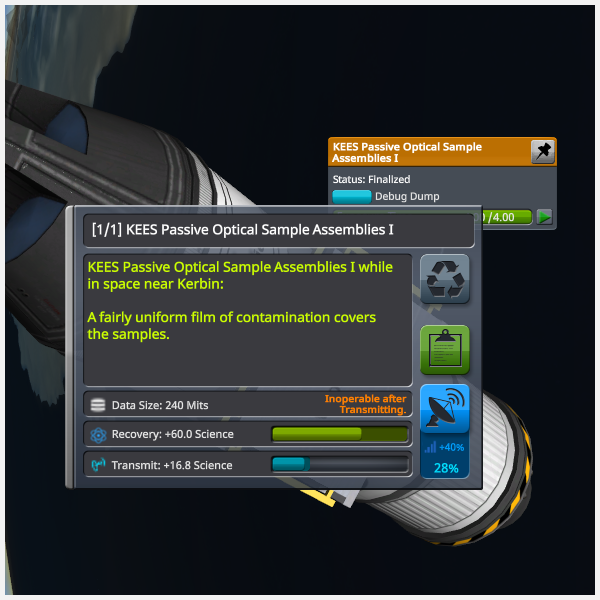 KEES Passive Optical Sample
Assemblies I
Status: Finalized
Debug Dump
/4.00
[1/1] KEES Passive Optical Sample Assemblies I
KEES Passive Optical Sample Assemblies I while
in space near Kerbin:
A fairly uniform film of contamination covers
the samples.
Data Size: 240 Mits
Inoperable after
Transmitting.
Recovery: +60.0 Science
Transmit: +16.8 Science
+40%
28%